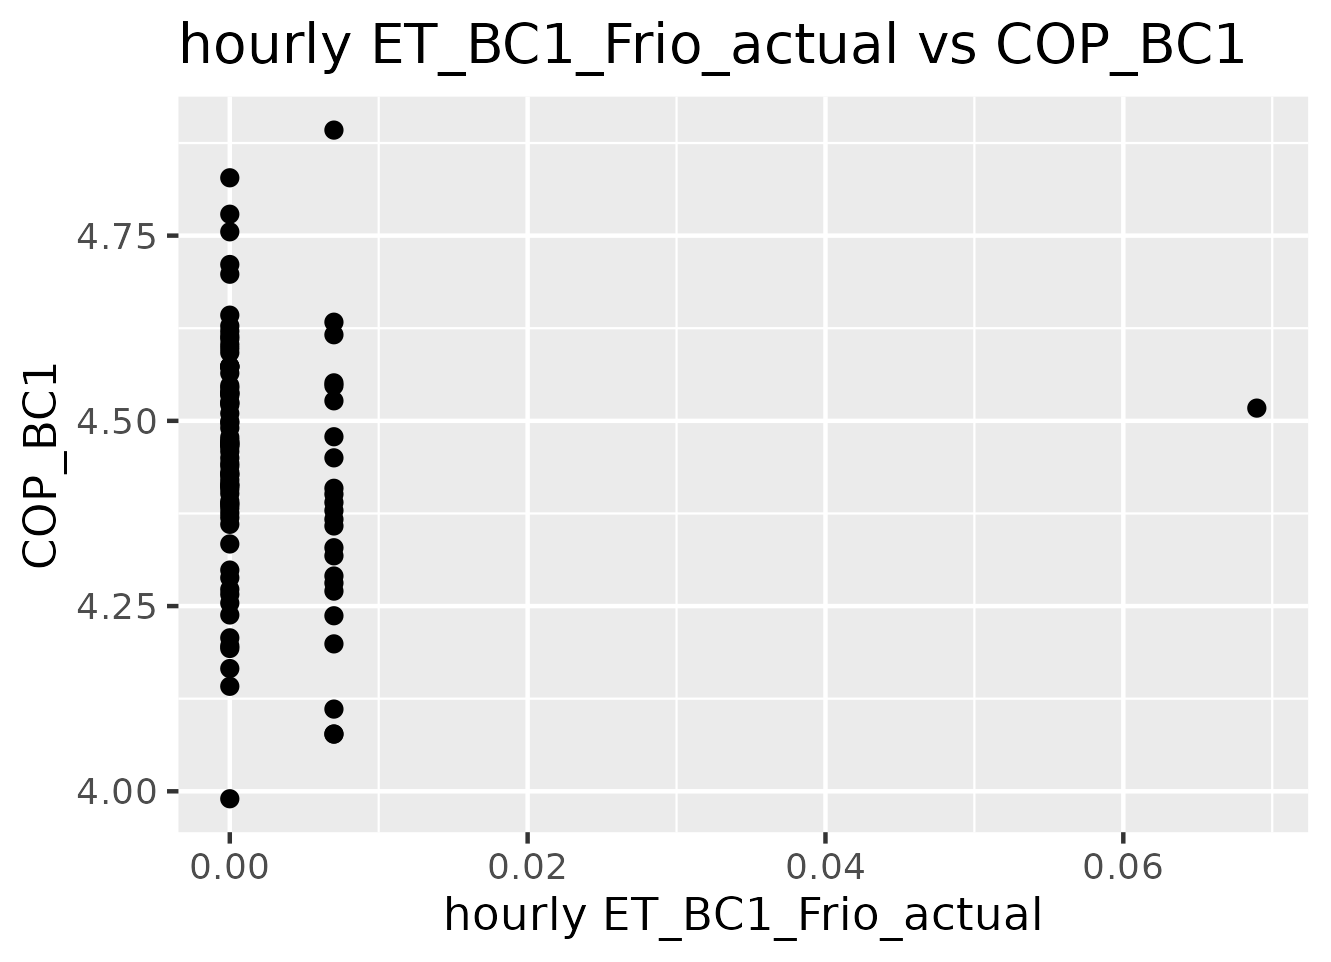 hourly ET_BC1_Frio_actual vs COP_BC1
COP_BC1
4.75
4.50
4.25
4.00
0.00 0.02 0.04 0.06
hourly ET_BC1_Frio_actual